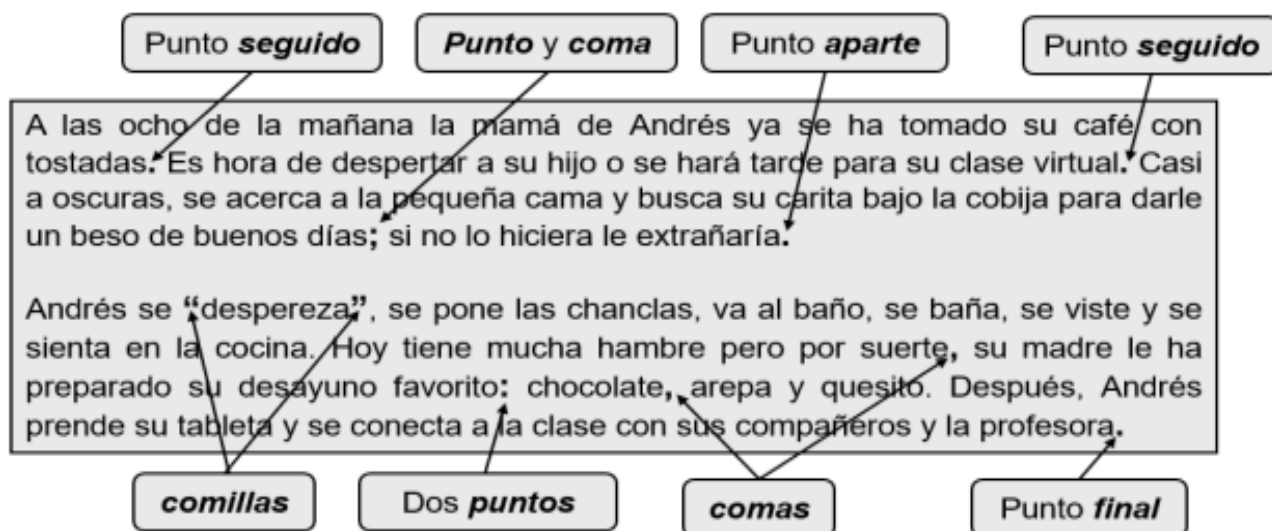 Punto seguido
Punto y coma
Punto aparte
Punto seguido
A las ocho de la mañana la mamá de Andrés ya se ha tomado su café con
tostadas. Es hora de despertar a su hijo o se hará tarde para su clase virtual. Casi
a oscuras, se acerca a la pequeña cama y busca su carita bajo la cobija para darle
un beso de buenos días; si no lo hiciera le extrañaría.
Andrés se “despereza”, se pone las chanclas, va al baño, se baña, se viste y se
sienta en la cocina. Hoy tiene mucha hambre pero por suerte, su madre le ha
preparado su desayuno favorito: chocolate, arepa y quesito. Después, Andrés
prende su tableta y se conecta a la clase con sus compañeros y la profesora.
comillas
Dos puntos
comas
Punto final